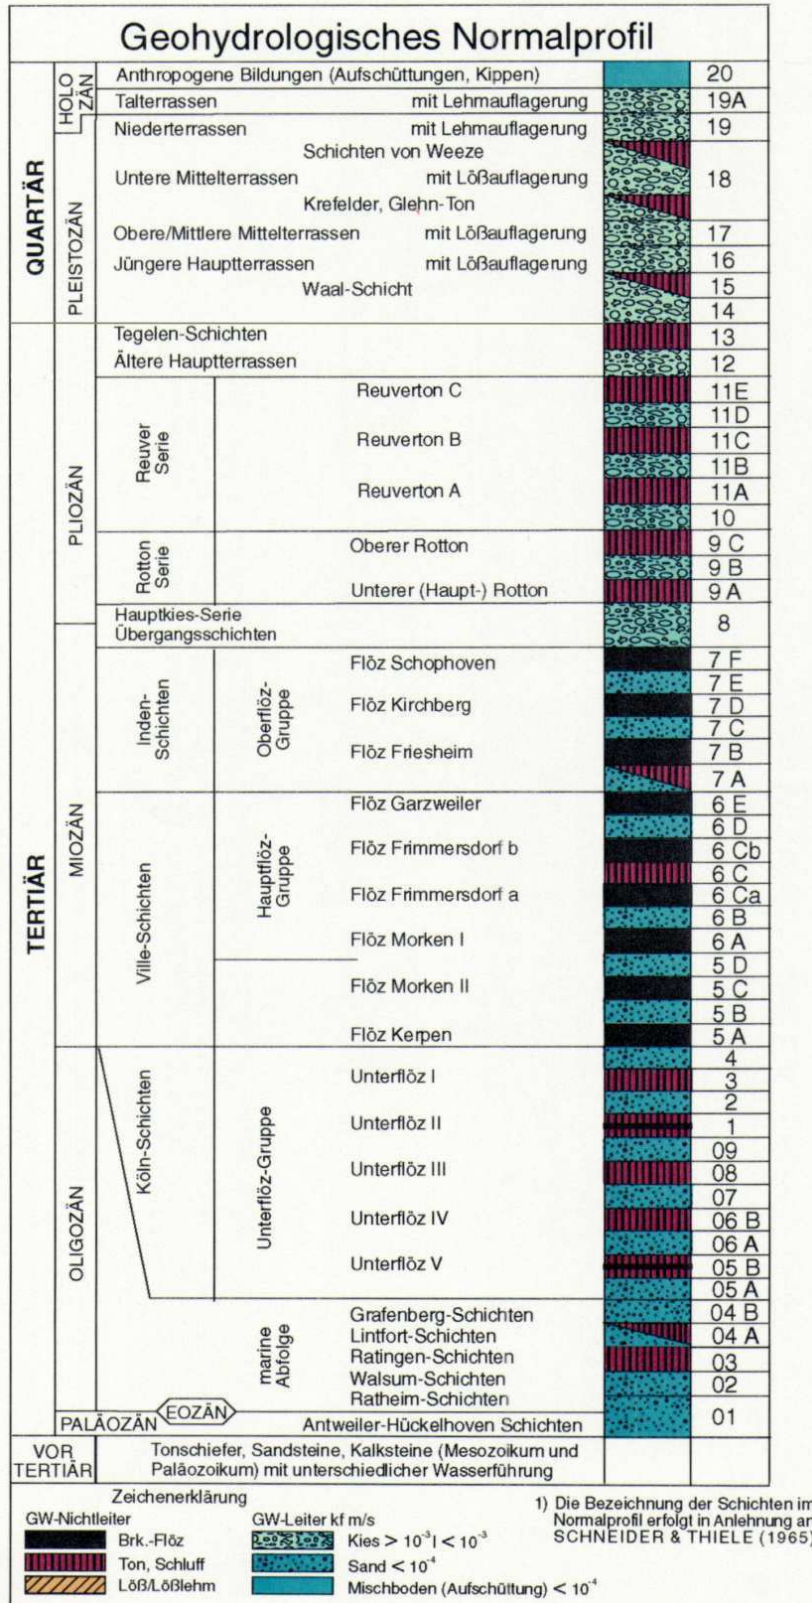 Geohydrologisches Normalprofil
QUARTÄR
HOLO
ZÄN
Anthropogene Bildungen (Aufschüttungen, Kippen) 20
Talterrassen mit Lehmauflagerung 19A
PLEISTOZÄN
Niederterrassen mit Lehmauflagerung 19
Schichten von Weeze
Untere Mittelterrassen mit Lößauflagerung 18
Krefelder, Glehn-Ton
Obere/Mittlere Mittelterrassen mit Lößauflagerung 17
Jüngere Hauptterrassen mit Lößauflagerung 16
Waal-Schicht 15
14
TERTIÄR
PLIOZÄN
Tegelen-Schichten 13
Ältere Hauptterrassen 12
Reuver
Serie
Reuverton C 11E
11D
Reuverton B 11C
11B
Reuverton A 11A
10
Rotton
Serie
Oberer Rotton 9 C
9 B
Unterer (Haupt-) Rotton 9 A
MIOZÄN
Hauptkies-Serie
Übergangsschichten
8
Inden-
Schichten
Oberflöz-
Gruppe
Flöz Schophoven 7 F
7 E
Flöz Kirchberg 7 D
7 C
Flöz Friesheim 7 B
7 A
Ville-Schichten
Hauptflöz-
Gruppe
Flöz Garzweiler 6 E
6 D
Flöz Frimmersdorf b 6 Cb
6 C
Flöz Frimmersdorf a 6 Ca
6 B
Flöz Morken I 6 A
5 D
Flöz Morken II 5 C
5 B
Flöz Kerpen 5 A
OLIGOZÄN
Köln-Schichten
Unterflöz-Gruppe
4
Unterflöz I 3
2
Unterflöz II 1
09
Unterflöz III 08
07
Unterflöz IV 06 B
06 A
Unterflöz V 05 B
05 A
marine
Abfolge
Grafenberg-Schichten 04 B
Lintfort-Schichten 04 A
Ratingen-Schichten 03
Walsum-Schichten 02
Ratheim-Schichten
EOZÄN
01
PALÄOZÄN Antweiler-Hückelhoven Schichten
VOR
TERTIÄR
Tonschiefer, Sandsteine, Kalksteine (Mesozoikum und
Paläozoikum) mit unterschiedlicher Wasserführung
Zeichenerklärung
GW-Nichtleiter GW-Leiter kf m/s
Brk.-Flöz Kies > 10⁻³ I < 10⁻³
Ton, Schluff Sand < 10⁻⁴
Löß/Lößlehm Mischboden (Aufschüttung) < 10⁻⁴
1) Die Bezeichnung der Schichten im
Normalprofil erfolgt in Anlehnung an
SCHNEIDER & THIELE (1965)